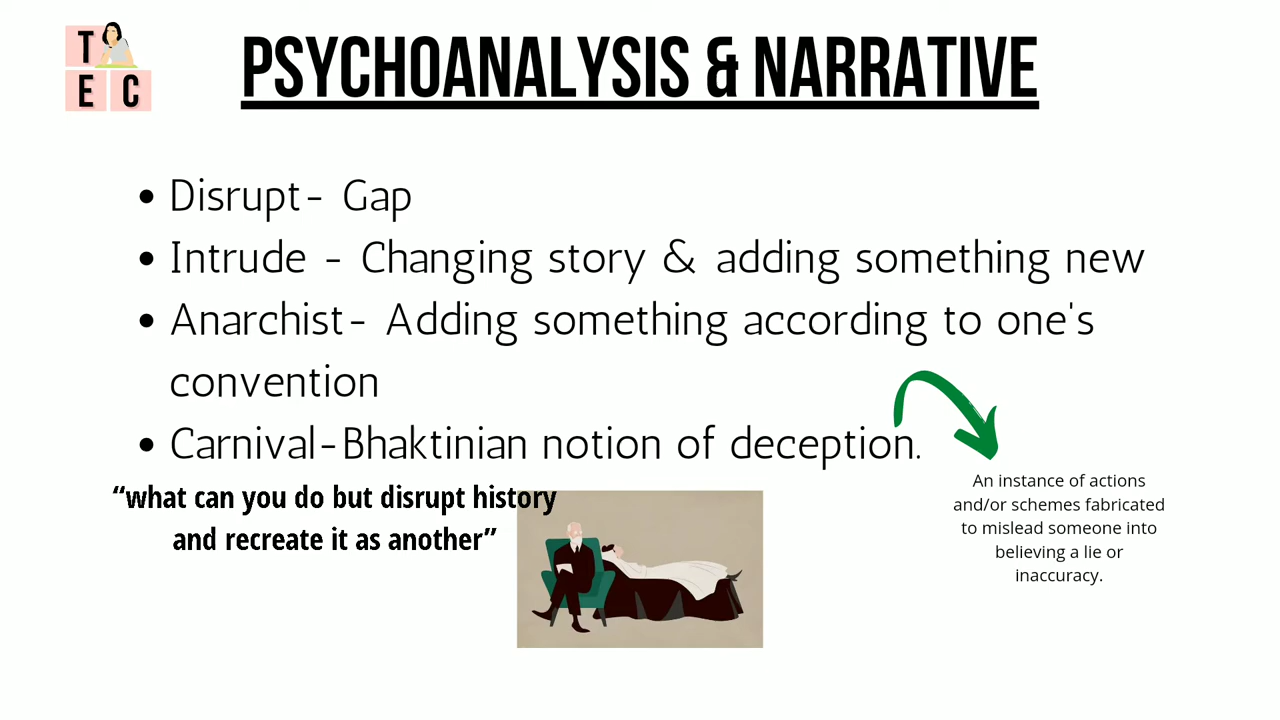 T
E C
PSYCHOANALYSIS & NARRATIVE
• Disrupt- Gap
• Intrude - Changing story & adding something new
• Anarchist- Adding something according to one's
convention
• Carnival-Bhaktinian notion of deception.
“what can you do but disrupt history
and recreate it as another”
An instance of actions
and/or schemes fabricated
to mislead someone into
believing a lie or
inaccuracy.